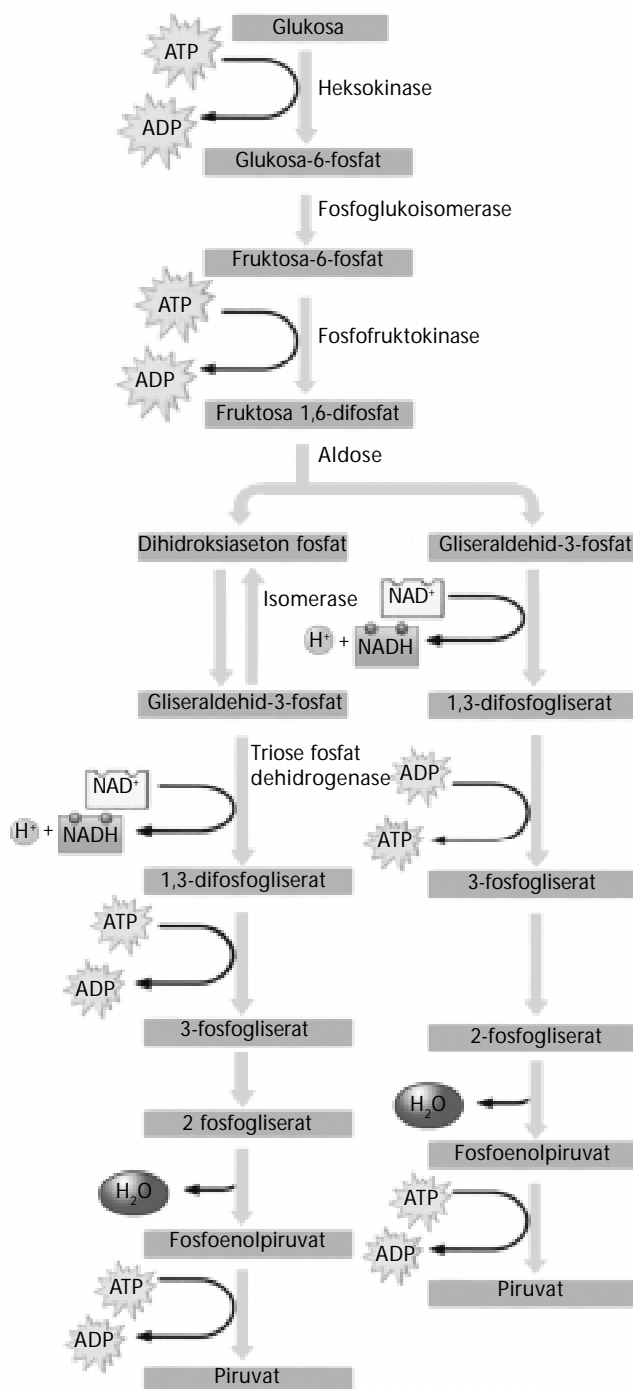 Glukosa
ATP
Heksokinase
ADP
Glukosa-6-fosfat
Fosfoglukoisomerase
Fruktosa-6-fosfat
ATP
Fosfofruktokinase
ADP
Fruktosa 1,6-difosfat
Aldose
Dihidroksiaseton fosfat
Gliseraldehid-3-fosfat
Isomerase
NAD⁺
H⁺ + NADH
Gliseraldehid-3-fosfat
1,3-difosfogliserat
Triose fosfat
dehidrogenase
NAD⁺
H⁺ + NADH
ADP
ATP
1,3-difosfogliserat
3-fosfogliserat
ATP
ADP
3-fosfogliserat
2-fosfogliserat
2 fosfogliserat
H₂O
Fosfoenolpiruvat
H₂O
ATP
ADP
Fosfoenolpiruvat
Piruvat
ATP
ADP
Piruvat